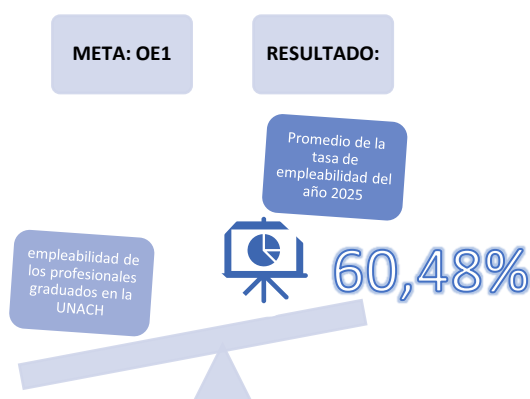 META: OE1
RESULTADO:
Promedio de la
tasa de
empleabilidad del
año 2025
60,48%
empleabilidad de
los profesionales
graduados en la
UNACH